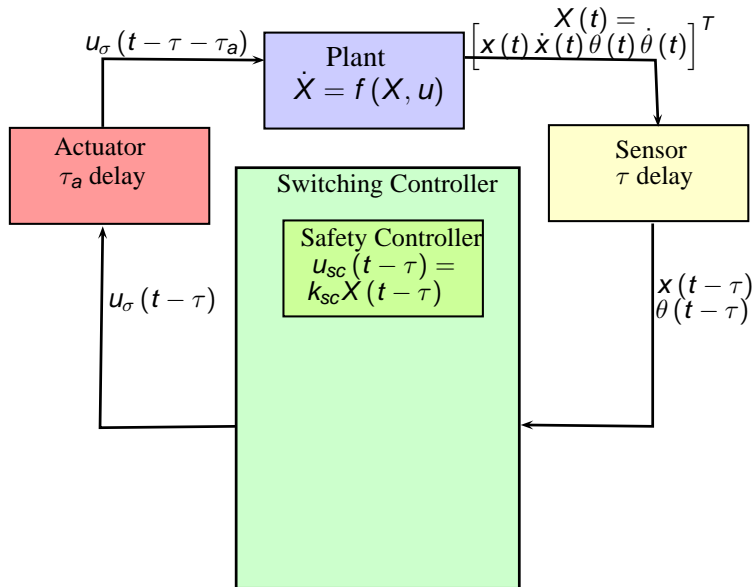 X(t) =
u_σ(t − τ − τ_a)
[x(t) ẋ(t) θ(t) θ̇(t)]^T
Plant
Ẋ = f(X, u)
Actuator
τ_a delay
Sensor
τ delay
Switching Controller
Safety Controller
u_sc(t − τ) =
k_sc X(t − τ)
u_σ(t − τ)
x(t − τ)
θ(t − τ)